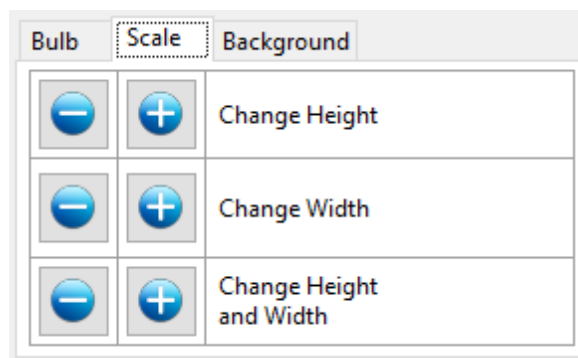 Bulb Scale Background
Change Height
Change Width
Change Height
and Width